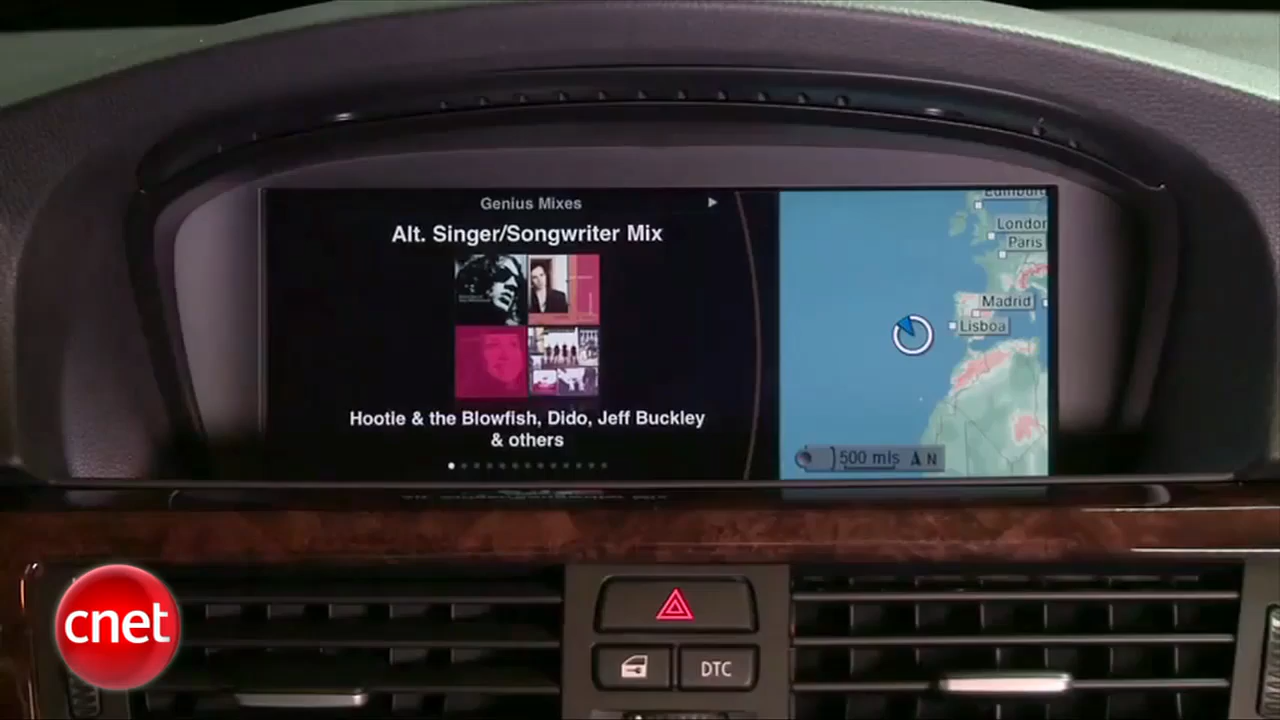 Genius Mixes
Alt. Singer/Songwriter Mix
Hootie & the Blowfish, Dido, Jeff Buckley
& others
London
Paris
Madrid
Lisboa
500 mls
N
cnet
DTC